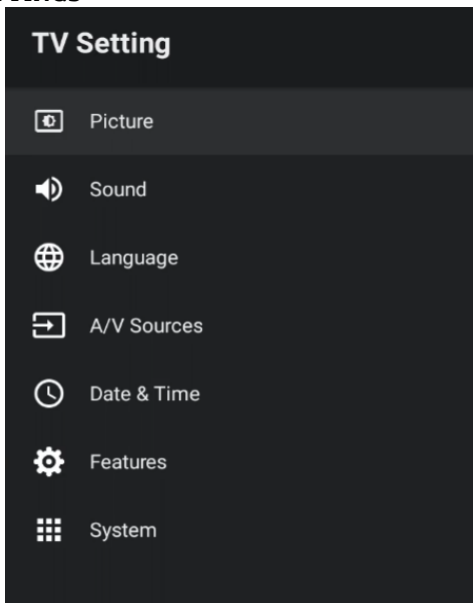 TV Setting
Picture
Sound
Language
A/V Sources
Date & Time
Features
System